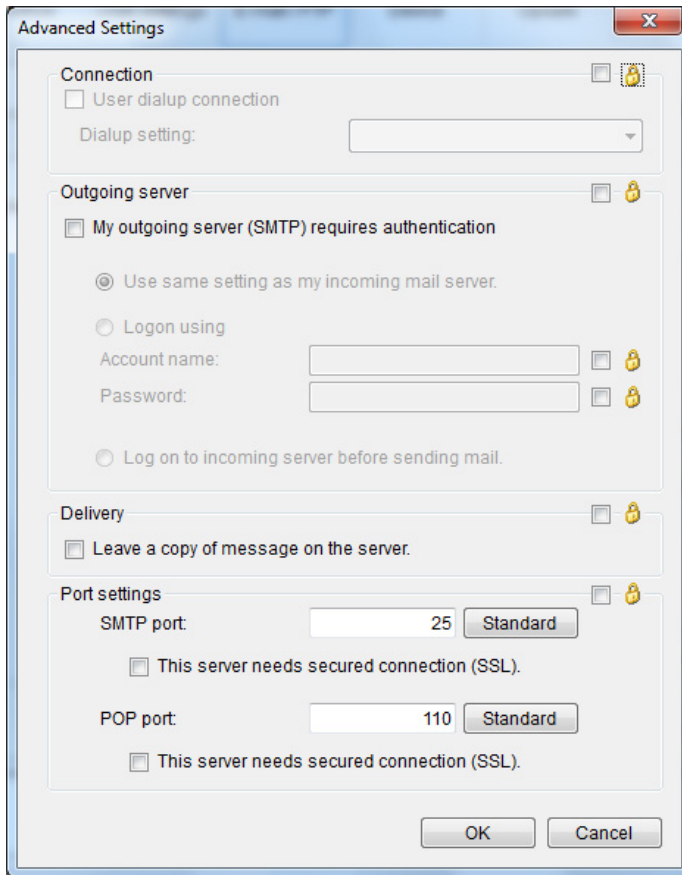 Advanced Settings
Connection
User dialup connection
Dialup setting:
Outgoing server
My outgoing server (SMTP) requires authentication
Use same setting as my incoming mail server.
Logon using
Account name:
Password:
Log on to incoming server before sending mail.
Delivery
Leave a copy of message on the server.
Port settings
SMTP port: 25 Standard
This server needs secured connection (SSL).
POP port: 110 Standard
This server needs secured connection (SSL).
OK Cancel